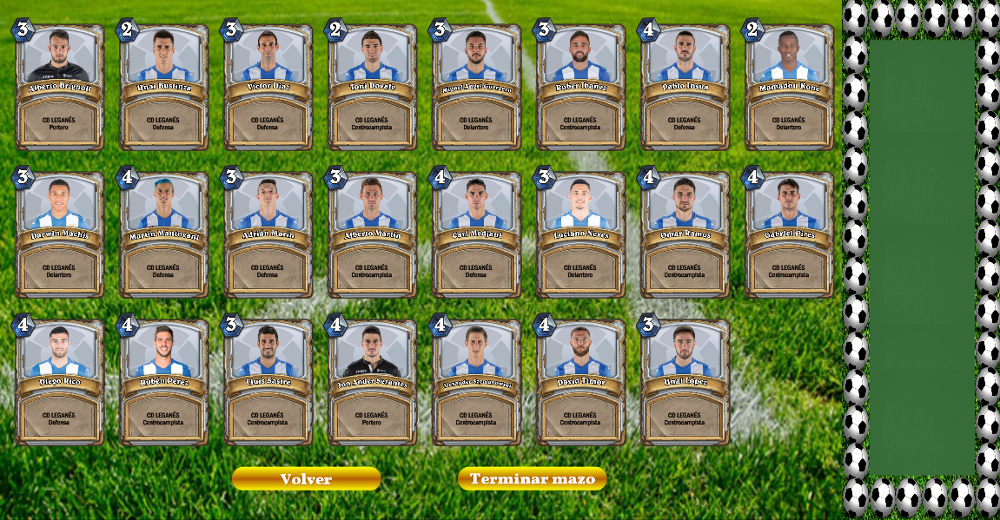 3 2 3 2 3 3 4 2
Alberto Brignoli Unai Bustinza Víctor Díaz Toni Dovale Miguel Ángel Guerrero Rober Ibáñez Pablo Insua Mamadou Koné
CD LEGANÉS CD LEGANÉS CD LEGANÉS CD LEGANÉS CD LEGANÉS CD LEGANÉS CD LEGANÉS CD LEGANÉS
Portero Defensa Defensa Centrocampista Delantero Centrocampista Defensa Delantero
3 4 3 3 4 3 4 4
Darwin Machís Martín Mantovani Adrián Marín Alberto Martín Carl Medjani Luciano Neves Omar Ramos Gabriel Pires
CD LEGANÉS CD LEGANÉS CD LEGANÉS CD LEGANÉS CD LEGANÉS CD LEGANÉS CD LEGANÉS CD LEGANÉS
Delantero Defensa Defensa Centrocampista Defensa Delantero Centrocampista Centrocampista
4 4 3 4 4 4 3
Diego Rico Rubén Pérez Lluís Sastre Jon Ander Serantes Alexander Szymanowski David Timor Unai López
CD LEGANÉS CD LEGANÉS CD LEGANÉS CD LEGANÉS CD LEGANÉS CD LEGANÉS CD LEGANÉS
Defensa Centrocampista Centrocampista Portero Centrocampista Centrocampista Centrocampista
Volver Terminar mazo